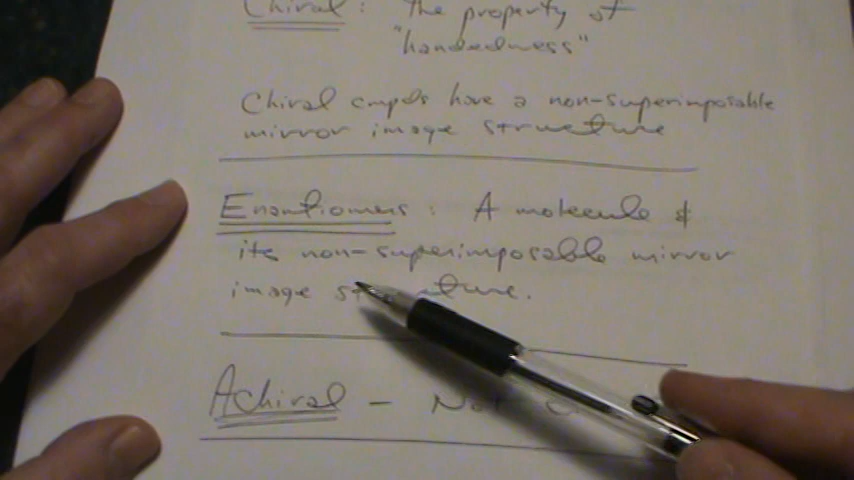 Chiral : the property of
"handedness"
Chiral cmpds have a non-superimposable
mirror image structure
Enantiomers : A molecule &
its non-superimposable mirror
image structure.
Achiral - Not